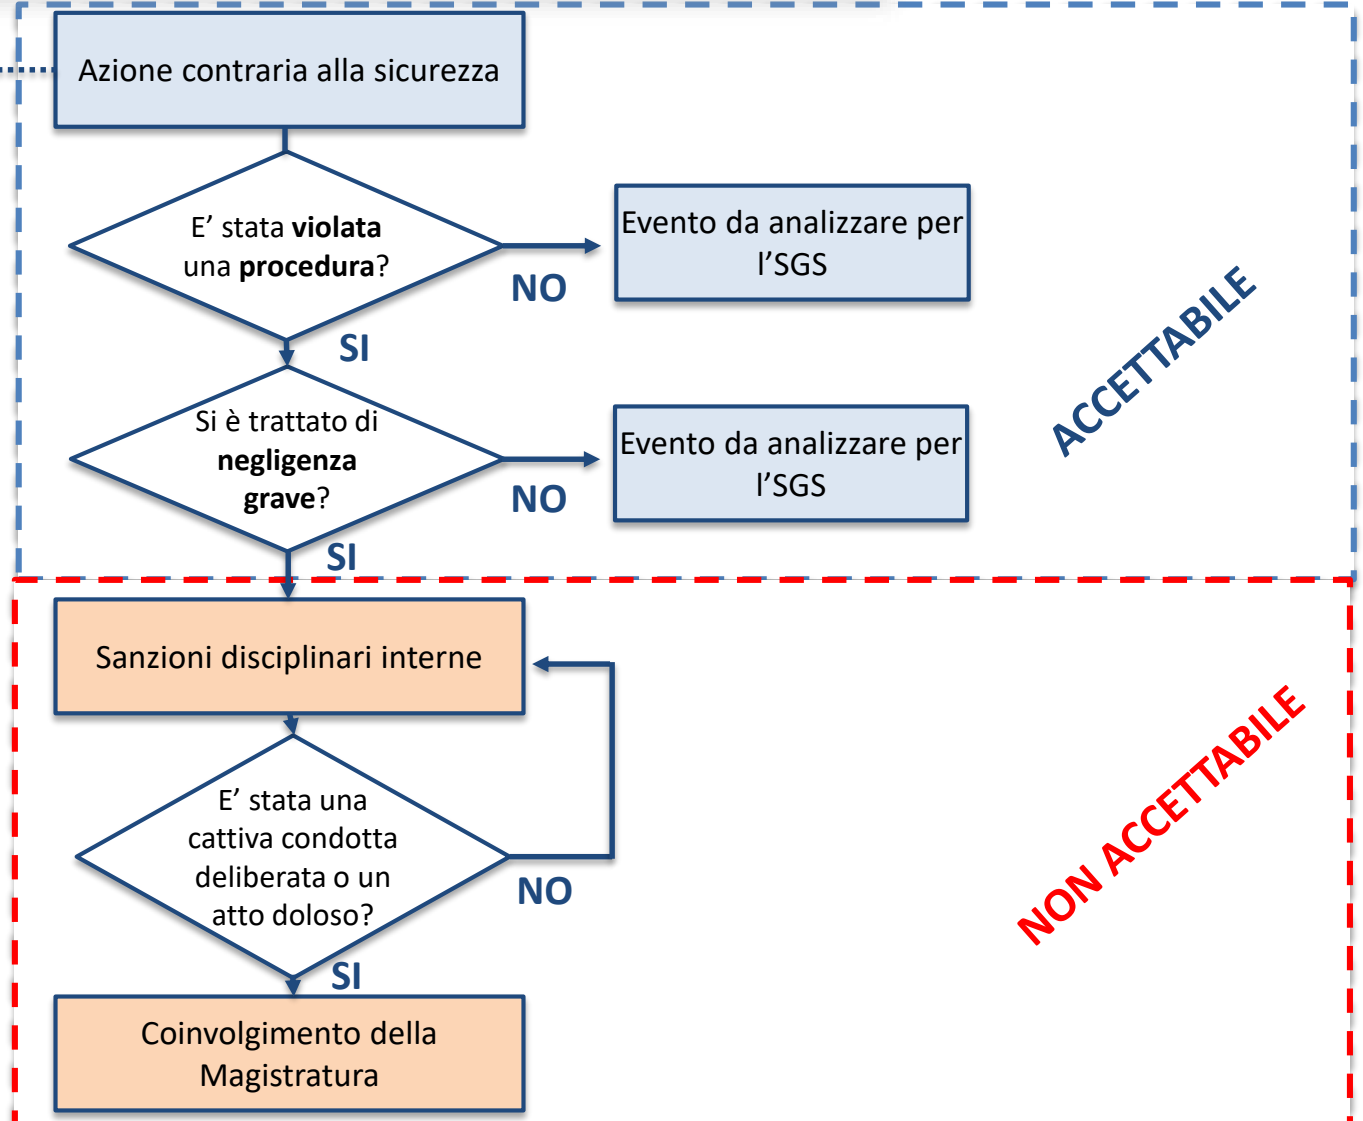 Azione contraria alla sicurezza
E’ stata violata
una procedura?
NO
Evento da analizzare per
l’SGS
SI
Si è trattato di
negligenza
grave?
NO
Evento da analizzare per
l’SGS
ACCETTABILE
SI
Sanzioni disciplinari interne
E’ stata una
cattiva condotta
deliberata o un
atto doloso?
NO
NON ACCETTABILE
SI
Coinvolgimento della
Magistratura